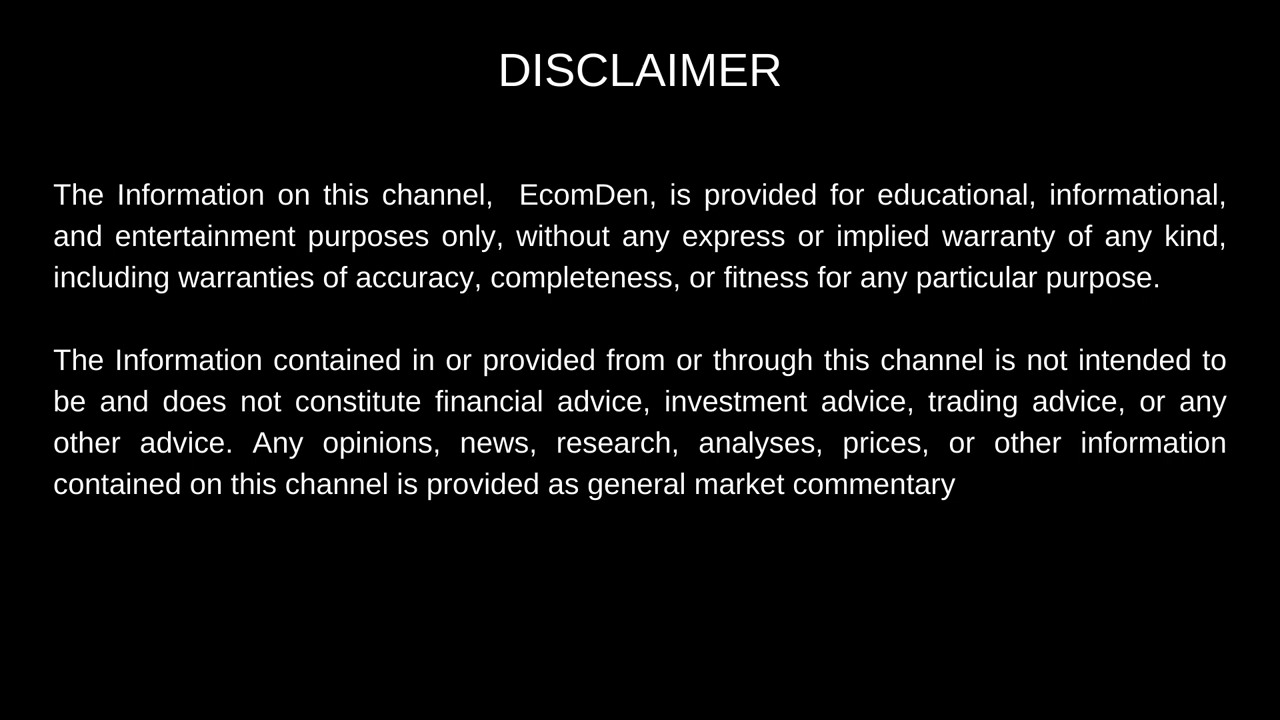 DISCLAIMER
The Information on this channel,  EcomDen, is provided for educational, informational,
and entertainment purposes only, without any express or implied warranty of any kind,
including warranties of accuracy, completeness, or fitness for any particular purpose.
The Information contained in or provided from or through this channel is not intended to
be and does not constitute financial advice, investment advice, trading advice, or any
other advice. Any opinions, news, research, analyses, prices, or other information
contained on this channel is provided as general market commentary